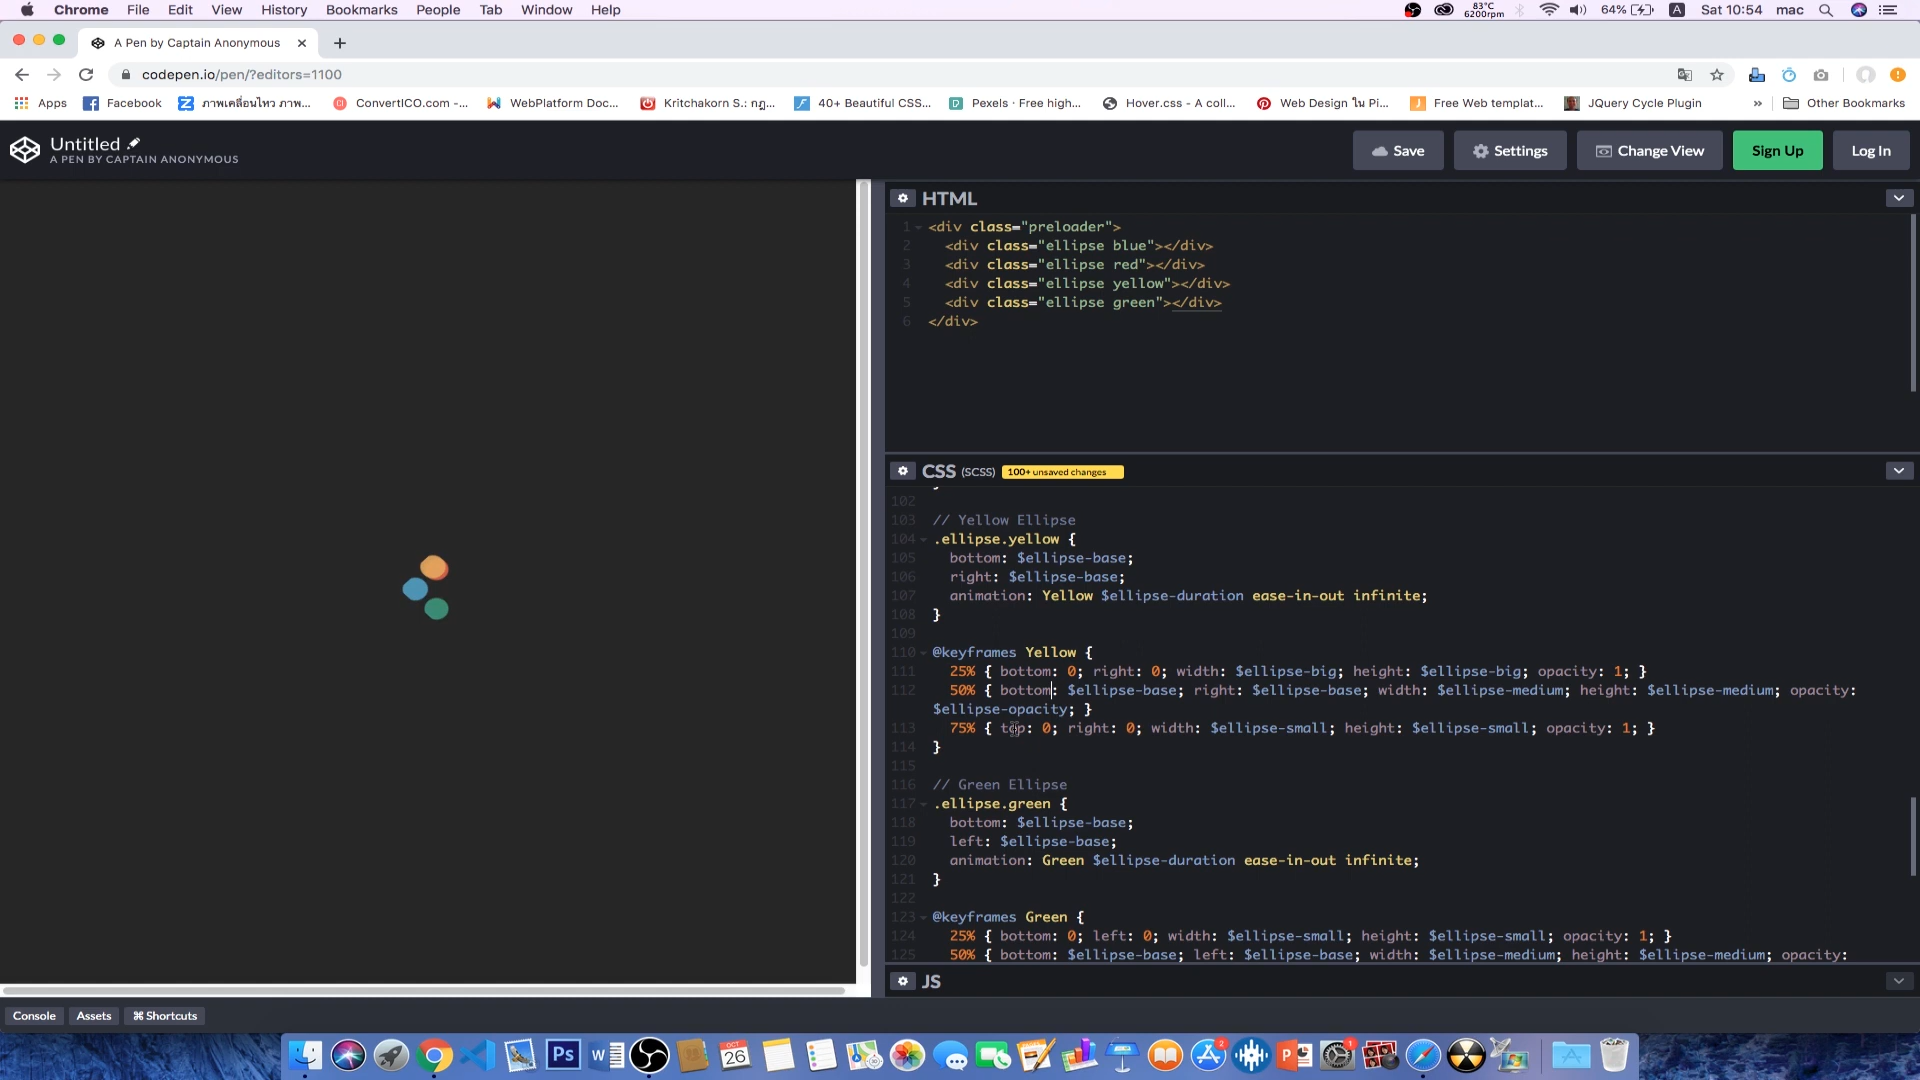 Chrome File Edit View History Bookmarks People Tab Window Help
83°C
6200rpm
64% A Sat 10:54 mac
A Pen by Captain Anonymous
codepen.io/pen/?editors=1100
Apps Facebook ภาพเคลื่อนไหว ภาพ... ConvertICO.com -... WebPlatform Doc... Kritchakorn S.: กฎ... 40+ Beautiful CSS... Pexels · Free high... Hover.css - A coll... Web Design ใน Pi... Free Web templat... JQuery Cycle Plugin » Other Bookmarks
Untitled
A PEN BY CAPTAIN ANONYMOUS
Save Settings Change View Sign Up Log In
HTML
1 <div class="preloader">
2 <div class="ellipse blue"></div>
3 <div class="ellipse red"></div>
4 <div class="ellipse yellow"></div>
5 <div class="ellipse green"></div>
6 </div>
CSS (SCSS) 100+ unsaved changes
102
103 // Yellow Ellipse
104 .ellipse.yellow {
105 bottom: $ellipse-base;
106 right: $ellipse-base;
107 animation: Yellow $ellipse-duration ease-in-out infinite;
108 }
109
110 @keyframes Yellow {
111 25% { bottom: 0; right: 0; width: $ellipse-big; height: $ellipse-big; opacity: 1; }
112 50% { bottom: $ellipse-base; right: $ellipse-base; width: $ellipse-medium; height: $ellipse-medium; opacity:
$ellipse-opacity; }
113 75% { top: 0; right: 0; width: $ellipse-small; height: $ellipse-small; opacity: 1; }
114 }
115
116 // Green Ellipse
117 .ellipse.green {
118 bottom: $ellipse-base;
119 left: $ellipse-base;
120 animation: Green $ellipse-duration ease-in-out infinite;
121 }
122
123 @keyframes Green {
124 25% { bottom: 0; left: 0; width: $ellipse-small; height: $ellipse-small; opacity: 1; }
125 50% { bottom: $ellipse-base; left: $ellipse-base; width: $ellipse-medium; height: $ellipse-medium; opacity:
JS
Console Assets ⌘ Shortcuts
Ps W OCT 26 2 P 1